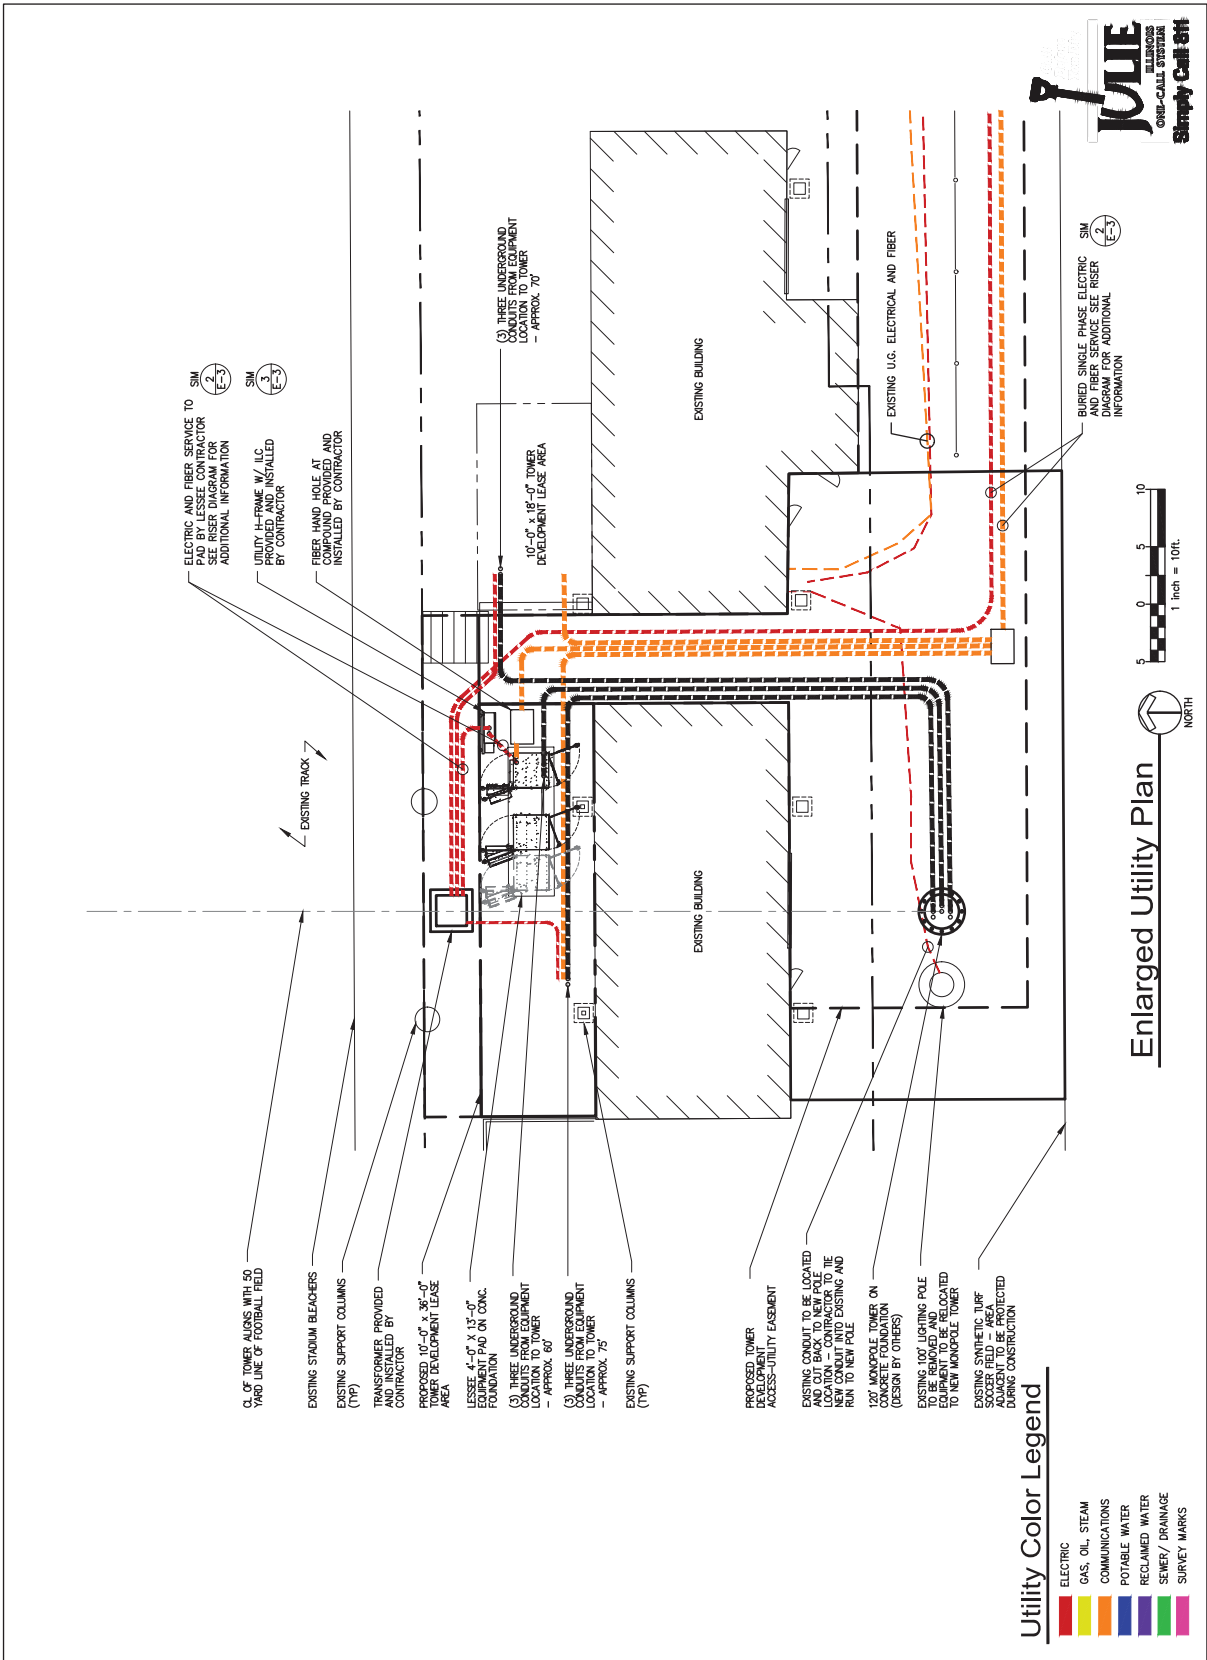 CL OF TOWER ALIGNS WITH 50
YARD LINE OF FOOTBALL FIELD
EXISTING STADIUM BLEACHERS
EXISTING SUPPORT COLUMNS
(TYP)
TRANSFORMER PROVIDED
AND INSTALLED BY
CONTRACTOR
PROPOSED 10'-0" x 36'-0"
TOWER DEVELOPMENT LEASE
AREA
LESSEE 4'-0" X 13'-0"
EQUIPMENT PAD ON CONC.
FOUNDATION
(3) THREE UNDERGROUND
CONDUITS FROM EQUIPMENT
LOCATION TO TOWER
- APPROX. 60'
(3) THREE UNDERGROUND
CONDUITS FROM EQUIPMENT
LOCATION TO TOWER
- APPROX. 75'
EXISTING SUPPORT COLUMNS
(TYP)
PROPOSED TOWER
DEVELOPMENT
ACCESS-UTILITY EASEMENT
EXISTING CONDUIT TO BE LOCATED
AND CUT BACK TO NEW POLE
LOCATION - CONTRACTOR TO TIE
NEW CONDUIT INTO EXISTING AND
RUN TO NEW POLE
120' MONOPOLE TOWER ON
CONCRETE FOUNDATION
(DESIGN BY OTHERS)
EXISTING 100' LIGHTING POLE
TO BE REMOVED AND
EQUIPMENT TO BE RELOCATED
TO NEW MONOPOLE TOWER
EXISTING SYNTHETIC TURF
SOCCER FIELD - AREA
ADJACENT TO BE PROTECTED
DURING CONSTRUCTION
EXISTING TRACK
ELECTRIC AND FIBER SERVICE TO
PAD BY LESSEE CONTRACTOR
SEE RISER DIAGRAM FOR
ADDITIONAL INFORMATION
SIM
2
E-3
UTILITY H-FRAME W/ ILC
PROVIDED AND INSTALLED
BY CONTRACTOR
SIM
3
E-3
FIBER HAND HOLE AT
COMPOUND PROVIDED AND
INSTALLED BY CONTRACTOR
(3) THREE UNDERGROUND
CONDUITS FROM EQUIPMENT
LOCATION TO TOWER
- APPROX. 70'
10'-0" x 18'-0" TOWER
DEVELOPMENT LEASE AREA
EXISTING BUILDING
EXISTING BUILDING
EXISTING U.G. ELECTRICAL AND FIBER
BURIED SINGLE PHASE ELECTRIC
AND FIBER SERVICE SEE RISER
DIAGRAM FOR ADDITIONAL
INFORMATION
SIM
2
E-3
Enlarged Utility Plan
NORTH
5 0 5 10
1 inch = 10ft.
Utility Color Legend
ELECTRIC
GAS, OIL, STEAM
COMMUNICATIONS
POTABLE WATER
RECLAIMED WATER
SEWER/ DRAINAGE
SURVEY MARKS
JULIE
ILLINOIS
ONE-CALL SYSTEM
Simply Call 811